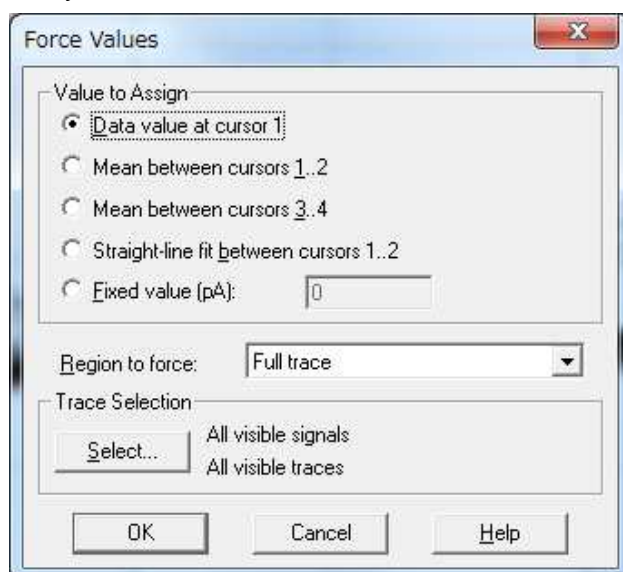 Force Values
Value to Assign
Data value at cursor 1
Mean between cursors 1..2
Mean between cursors 3..4
Straight-line fit between cursors 1..2
Fixed value (pA):
0
Region to force:
Full trace
Trace Selection
Select...
All visible signals
All visible traces
OK
Cancel
Help